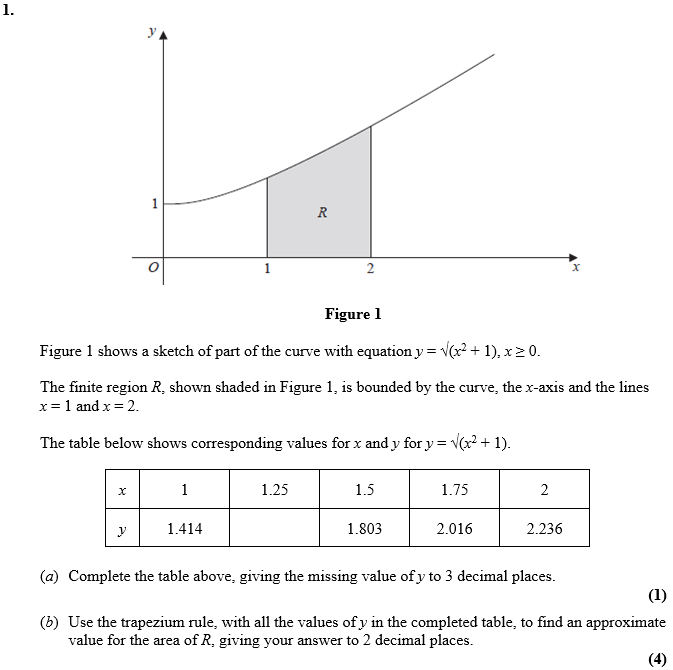 1.
y
1
R
O
1
2
x
Figure 1
Figure 1 shows a sketch of part of the curve with equation y = √(x² + 1), x ≥ 0.
The finite region R, shown shaded in Figure 1, is bounded by the curve, the x-axis and the lines
x = 1 and x = 2.
The table below shows corresponding values for x and y for y = √(x² + 1).
x 1 1.25 1.5 1.75 2
y 1.414 1.803 2.016 2.236
(a) Complete the table above, giving the missing value of y to 3 decimal places.
(1)
(b) Use the trapezium rule, with all the values of y in the completed table, to find an approximate
value for the area of R, giving your answer to 2 decimal places.
(4)